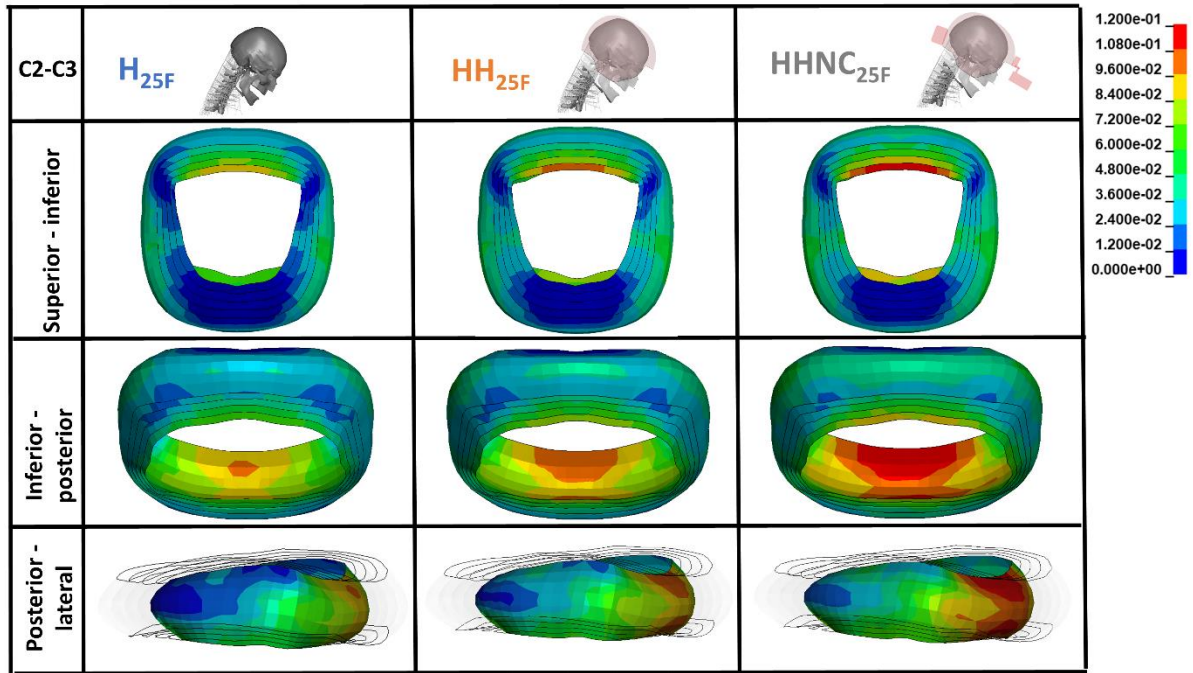 C2-C3
H25F
HH25F
HHNC25F
Superior - inferior
Inferior -
posterior
Posterior -
lateral
1.200e-01
1.080e-01
9.600e-02
8.400e-02
7.200e-02
6.000e-02
4.800e-02
3.600e-02
2.400e-02
1.200e-02
0.000e+00